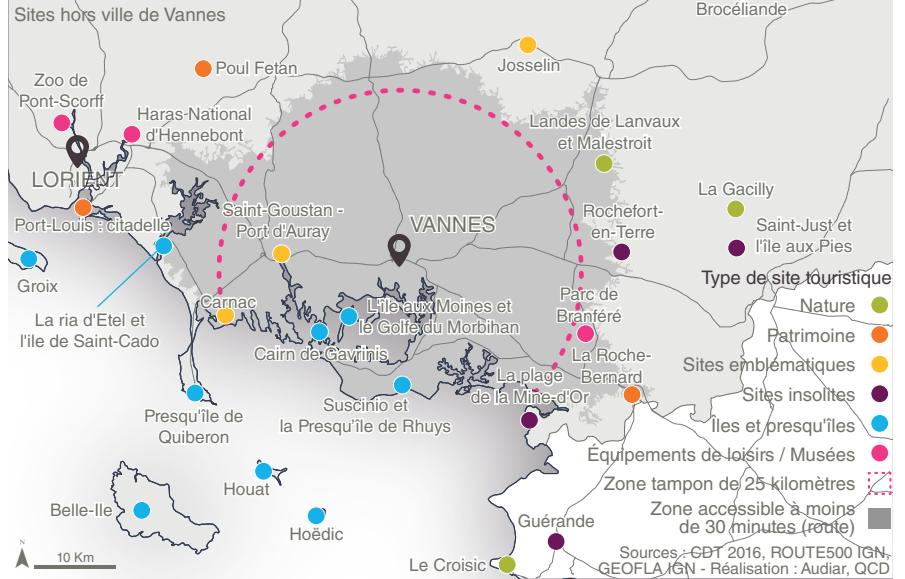 Sites hors ville de Vannes
Brocéliande
Poul Fetan
Josselin
Zoo de
Pont-Scorff
Haras-National
d'Hennebont
Landes de Lanvaux
et Malestroit
LORIENT
La Gacilly
Port-Louis : citadelle
Saint-Goustan -
Port d'Auray
VANNES
Rochefort-
en-Terre
Saint-Just et
l'île aux Pies
Groix
Type de site touristique
Carnac
L'île aux Moines et
le Golfe du Morbihan
Parc de
Branféré
Nature
La ria d'Etel et
l'ile de Saint-Cado
Cairn de Gavrinis
Patrimoine
La Roche-
Bernard
Sites emblématiques
La plage
de la Mine-d'Or
Sites insolites
Presqu'île de
Quiberon
Suscinio et
la Presqu'île de Rhuys
Îles et presqu'îles
Équipements de loisirs / Musées
Houat
Zone tampon de 25 kilomètres
Belle-Ile
Hoëdic
Guérande
Zone accessible à moins
de 30 minutes (route)
N
10 Km
Le Croisic
Sources : CDT 2016, ROUTE500 IGN,
GEOFLA IGN - Réalisation : Audiar, QCD